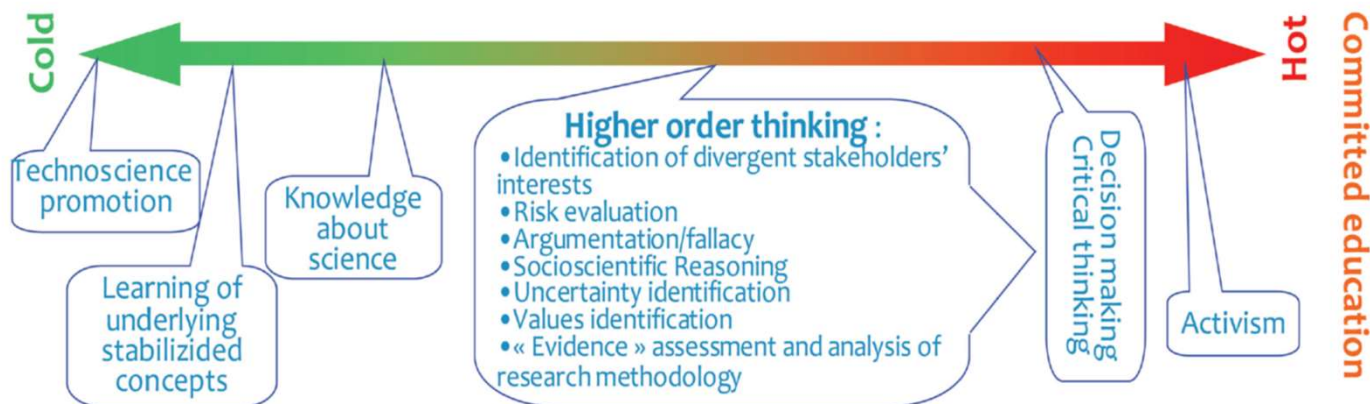 Cold
Technoscience
promotion
Learning of
underlying
stabilizided
concepts
Knowledge
about
science
Higher order thinking :
•Identification of divergent stakeholders’
interests
•Risk evaluation
•Argumentation/fallacy
•Socioscientific Reasoning
•Uncertainty identification
•Values identification
•« Evidence » assessment and analysis of
research methodology
Decision making
Critical thinking
Activism
Hot
Committed education